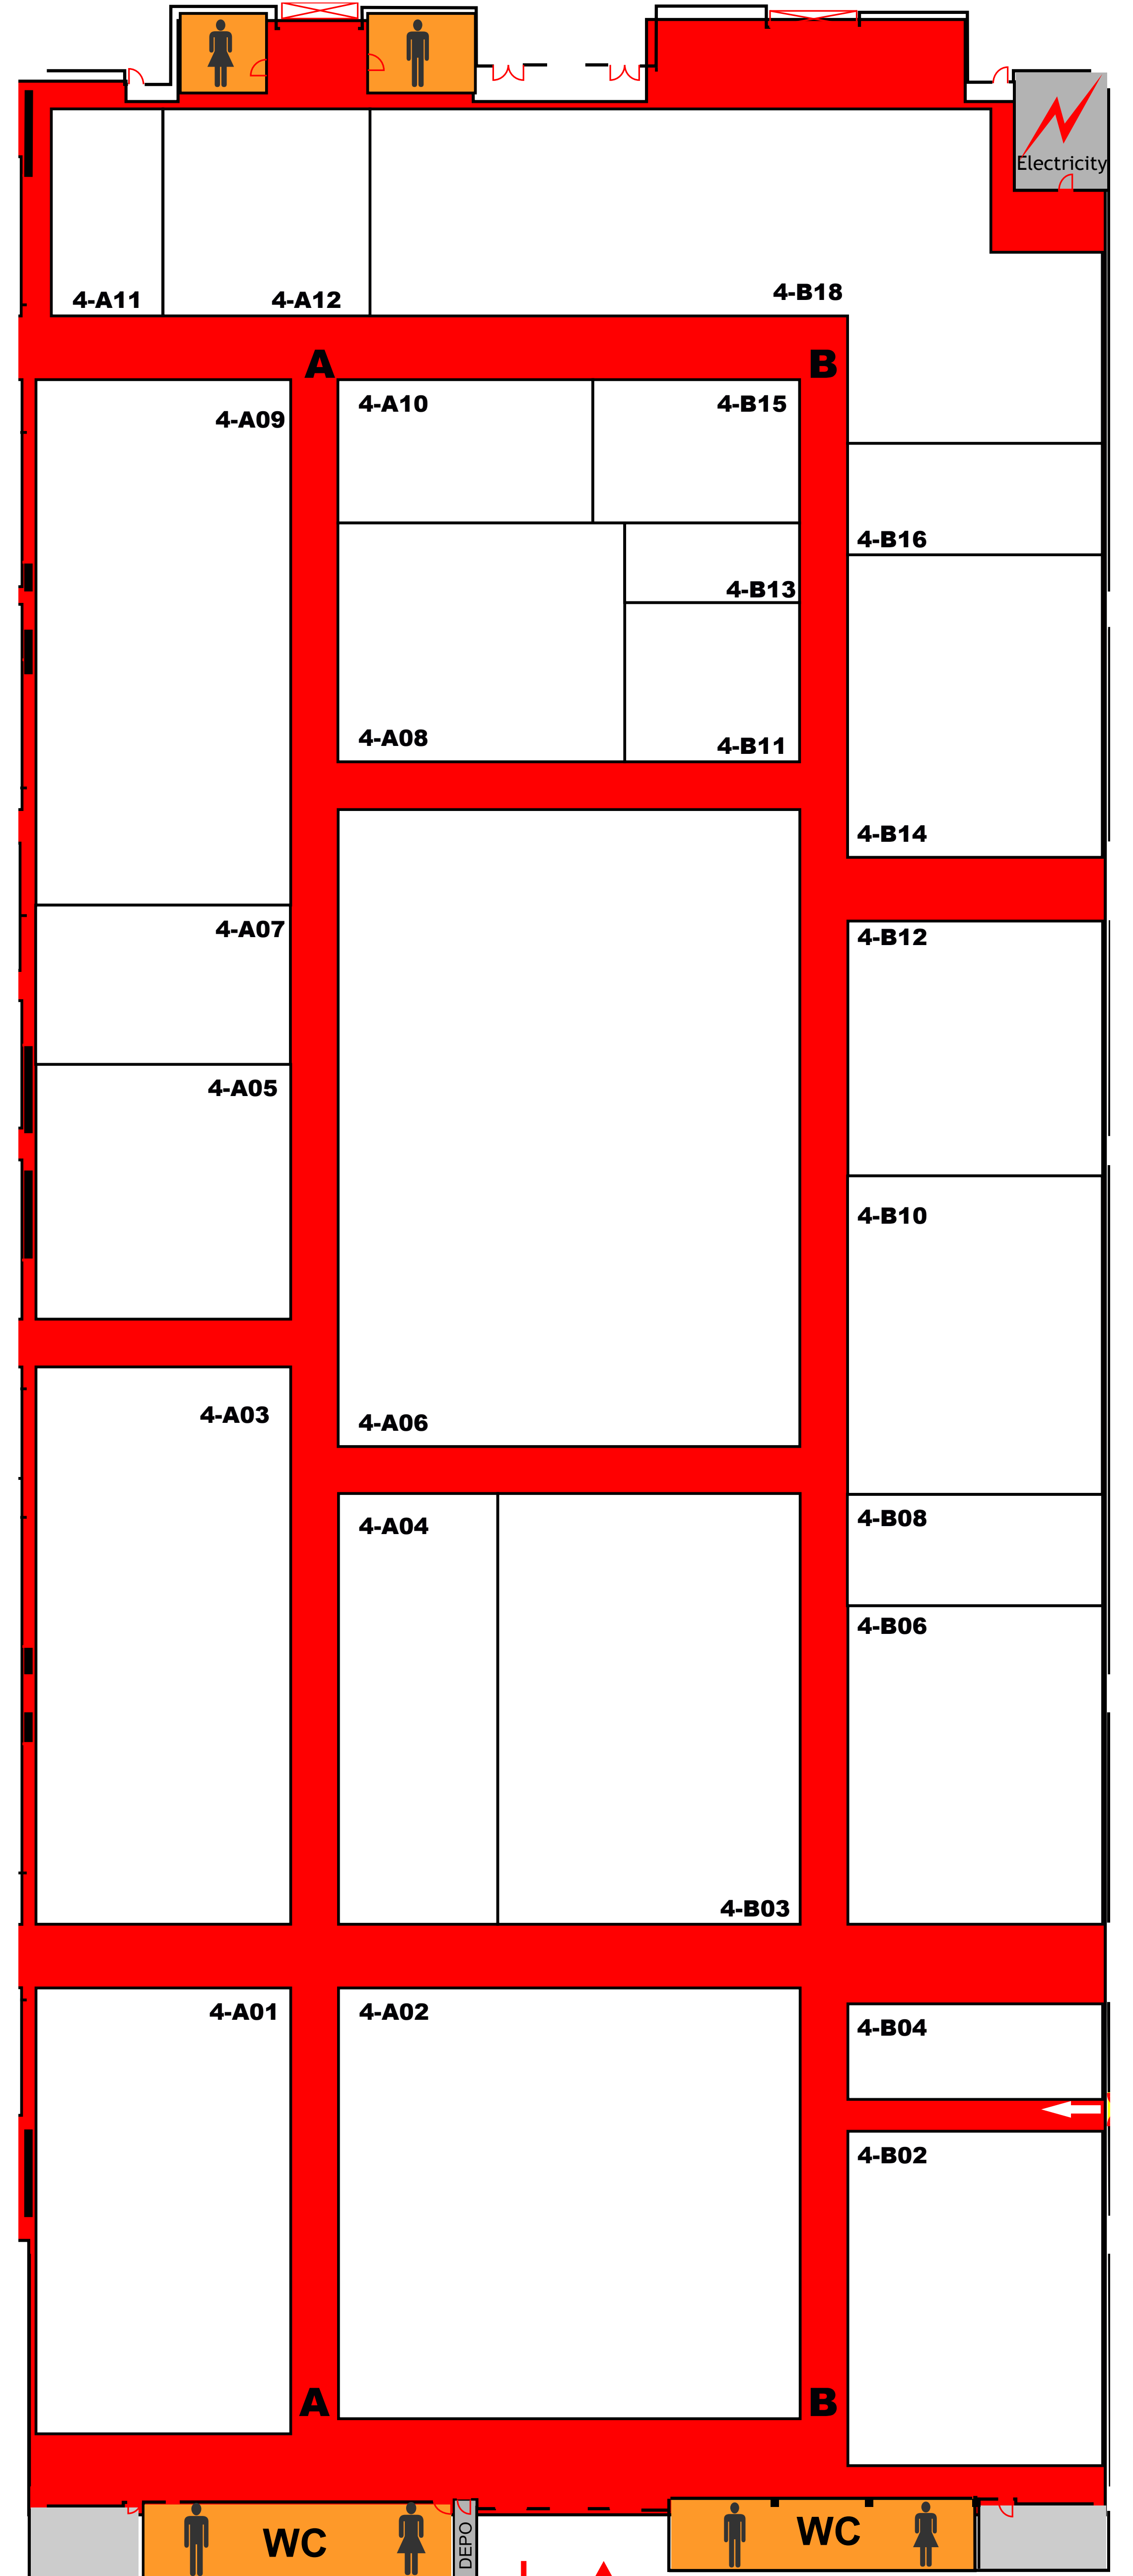 Electricity
4-A11
4-A12
4-B18
A
B
4-A09
4-A10
4-B15
4-B16
4-B13
4-A08
4-B11
4-B14
4-A07
4-B12
4-A05
4-B10
4-A03
4-A06
4-A04
4-B08
4-B06
4-B03
4-A01
4-A02
4-B04
4-B02
A
B
WC
DEPO
WC